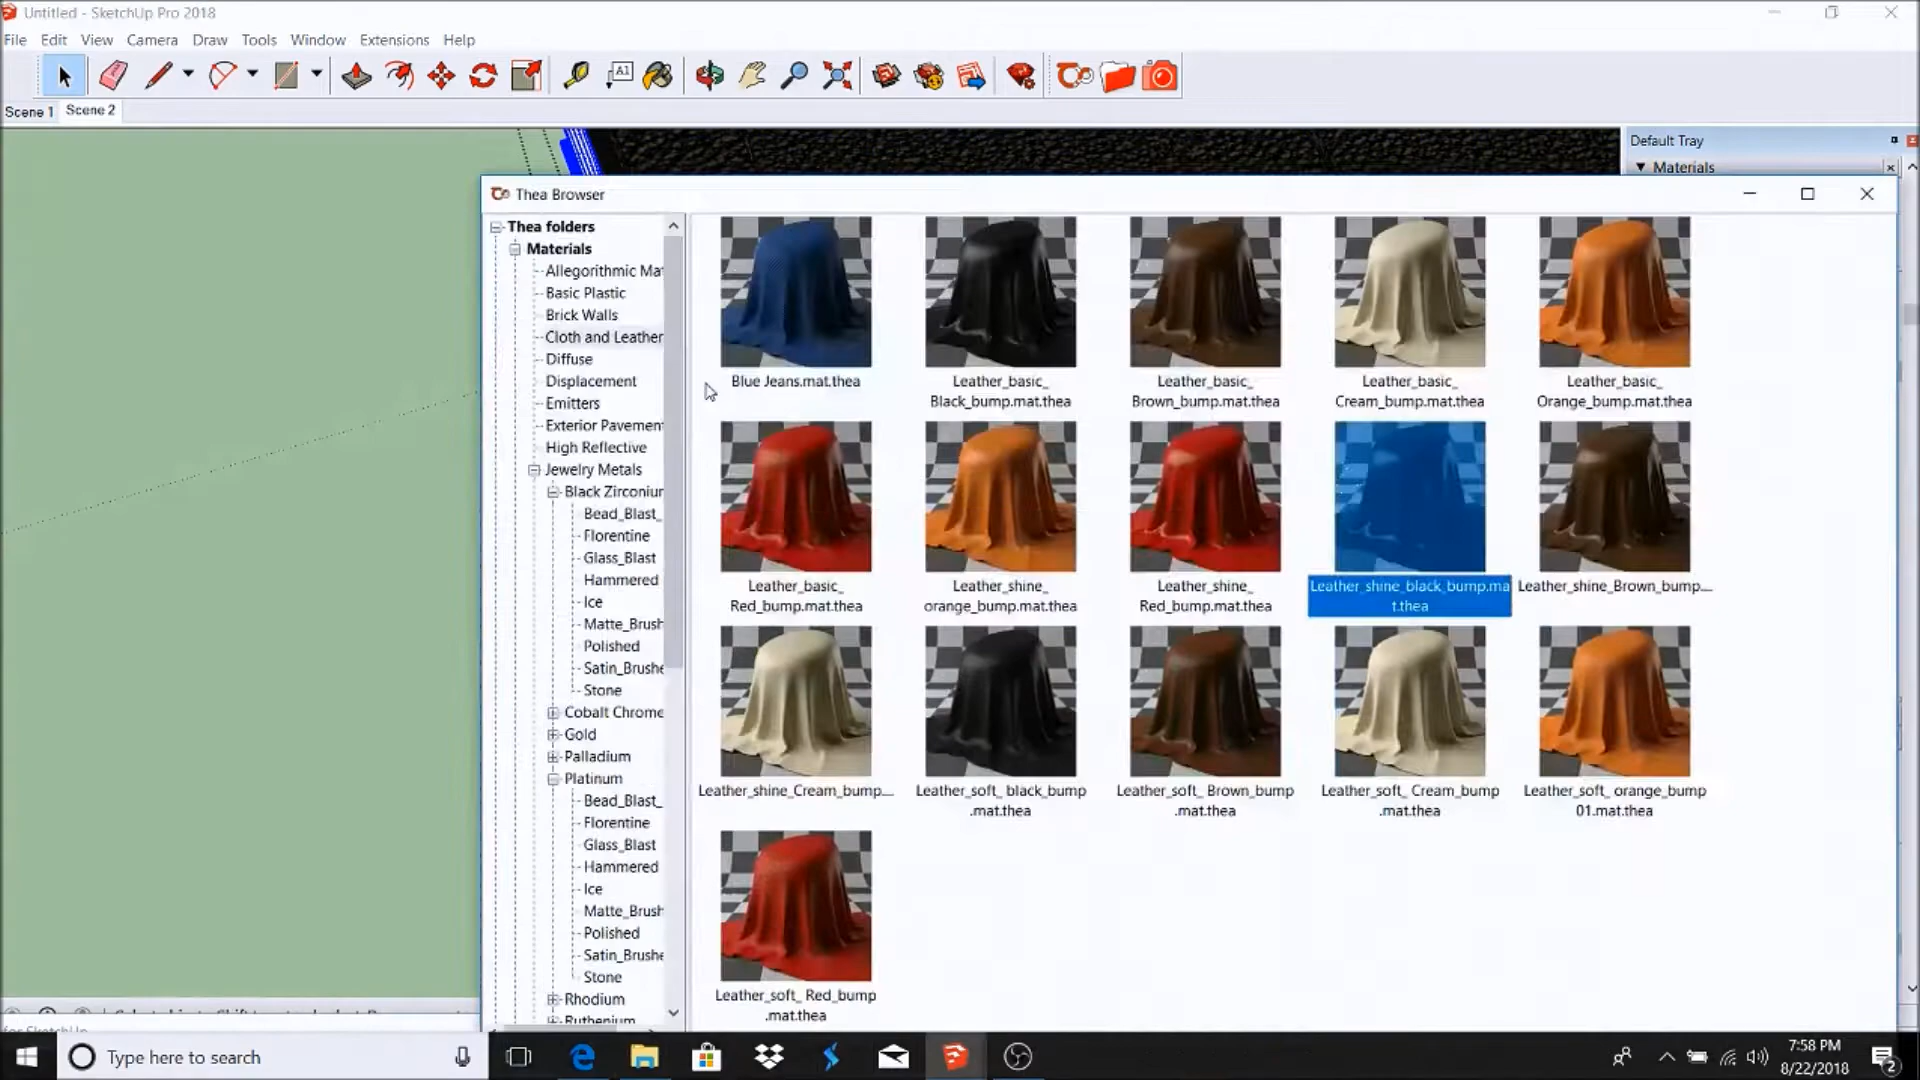 Untitled - SketchUp Pro 2018
File Edit View Camera Draw Tools Window Extensions Help
A1
Scene 1 Scene 2
Default Tray
Materials
Thea Browser
Thea folders
Materials
Allegorithmic Mat
Basic Plastic
Brick Walls
Cloth and Leather
Diffuse
Displacement
Emitters
Exterior Pavement
High Reflective
Jewelry Metals
Black Zirconium
Bead_Blast_
Florentine
Glass_Blast
Hammered
Ice
Matte_Brush
Polished
Satin_Brushe
Stone
Cobalt Chrome
Gold
Palladium
Platinum
Bead_Blast_
Florentine
Glass_Blast
Hammered
Ice
Matte_Brush
Polished
Satin_Brushe
Stone
Rhodium
Ruthenium
Blue Jeans.mat.thea
Leather_basic_
Black_bump.mat.thea
Leather_basic_
Brown_bump.mat.thea
Leather_basic_
Cream_bump.mat.thea
Leather_basic_
Orange_bump.mat.thea
Leather_basic_
Red_bump.mat.thea
Leather_shine_
orange_bump.mat.thea
Leather_shine_
Red_bump.mat.thea
Leather_shine_black_bump.ma
t.thea
Leather_shine_Brown_bump....
Leather_shine_Cream_bump....
Leather_soft_ black_bump
.mat.thea
Leather_soft_ Brown_bump
.mat.thea
Leather_soft_ Cream_bump
.mat.thea
Leather_soft_ orange_bump
01.mat.thea
Leather_soft_ Red_bump
.mat.thea
for SketchUp
Type here to search
7:58 PM
8/22/2018
2